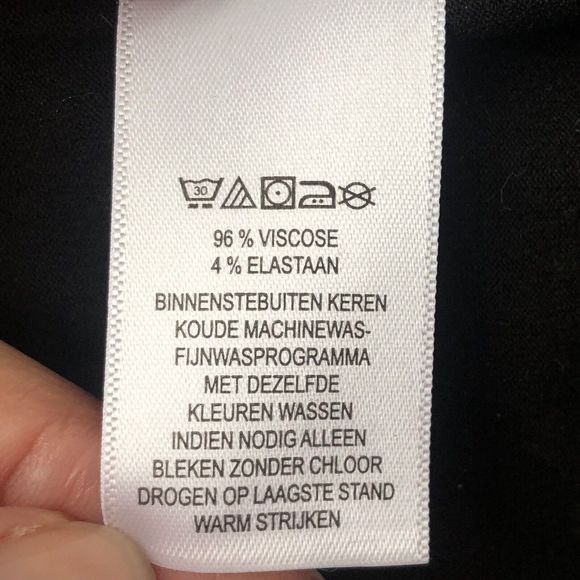 30
96 % VISCOSE
4 % ELASTAAN
BINNENSTEBUITEN KEREN
KOUDE MACHINEWAS-
FIJNWASPROGRAMMA
MET DEZELFDE
KLEUREN WASSEN
INDIEN NODIG ALLEEN
BLEKEN ZONDER CHLOOR
DROGEN OP LAAGSTE STAND
WARM STRIJKEN